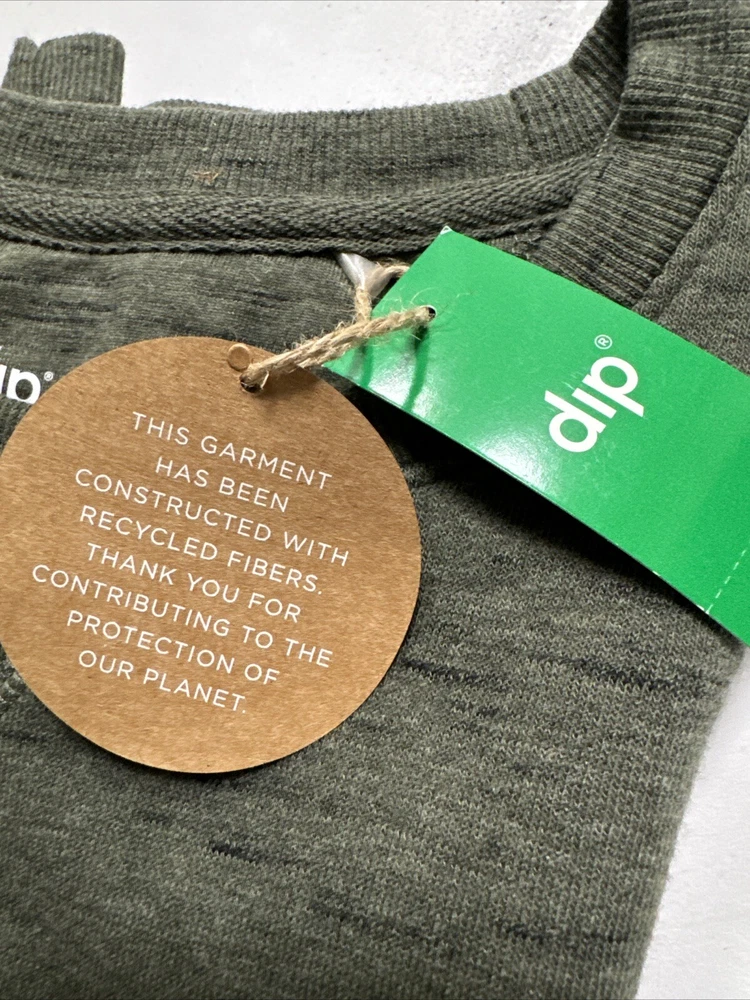 dip®
THIS GARMENT
HAS BEEN
CONSTRUCTED WITH
RECYCLED FIBERS.
THANK YOU FOR
CONTRIBUTING TO THE
PROTECTION OF
OUR PLANET.